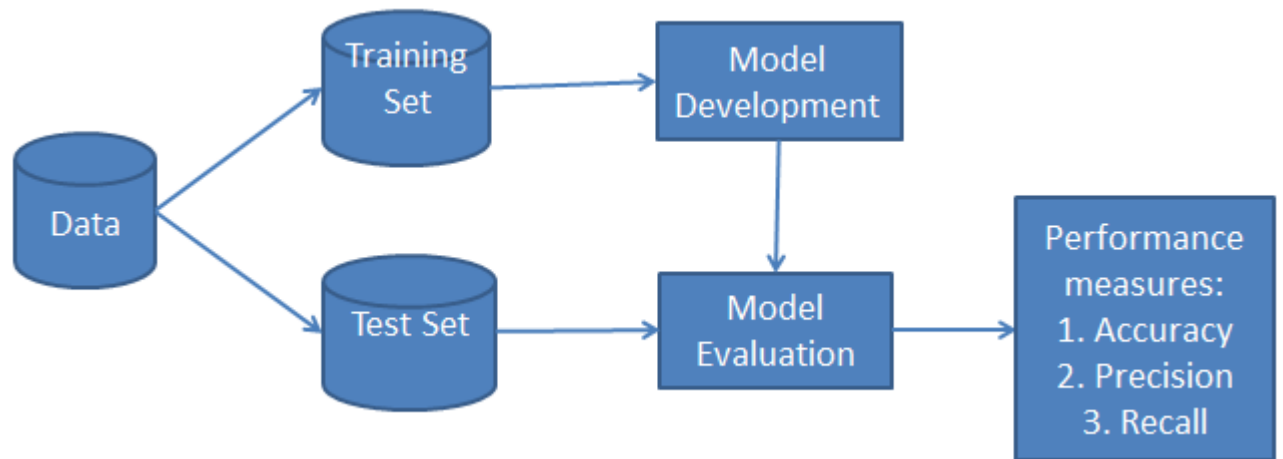 Training
Set
Model
Development
Data
Test Set
Model
Evaluation
Performance
measures:
1. Accuracy
2. Precision
3. Recall